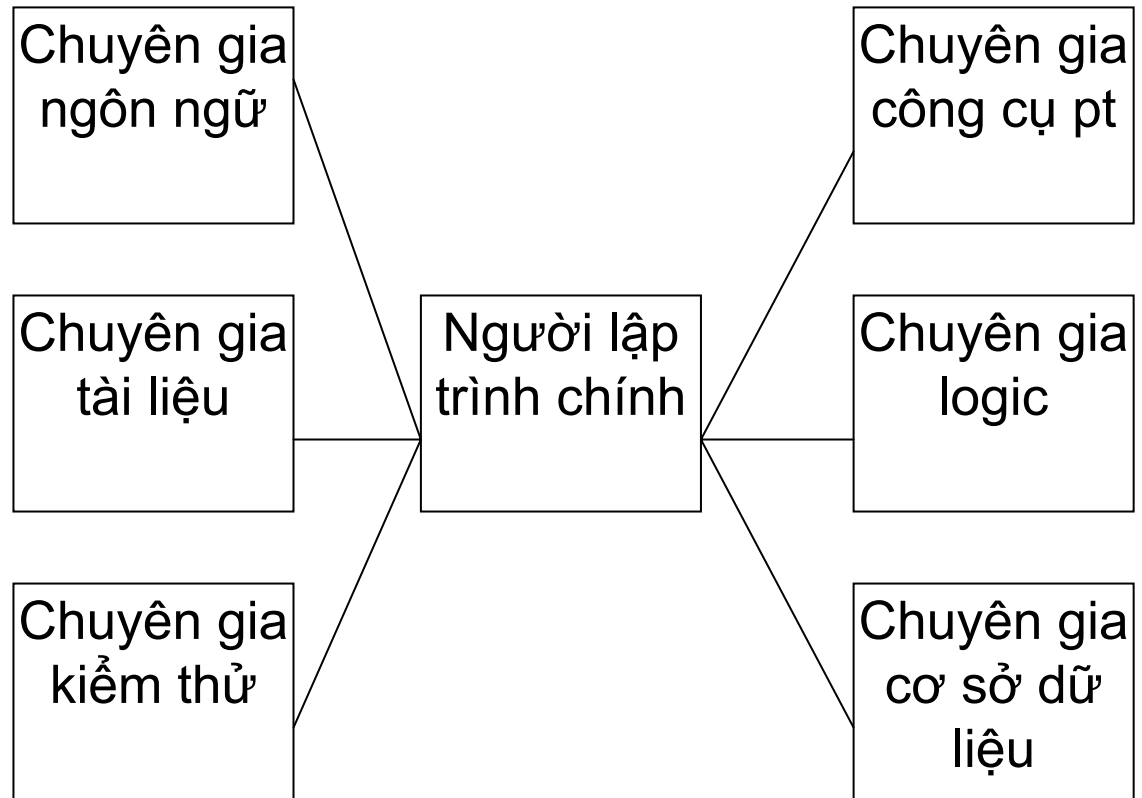 Chuyên gia
ngôn ngữ
Chuyên gia
công cụ pt
Chuyên gia
tài liệu
Người lập
trình chính
Chuyên gia
logic
Chuyên gia
kiểm thử
Chuyên gia
cơ sở dữ
liệu